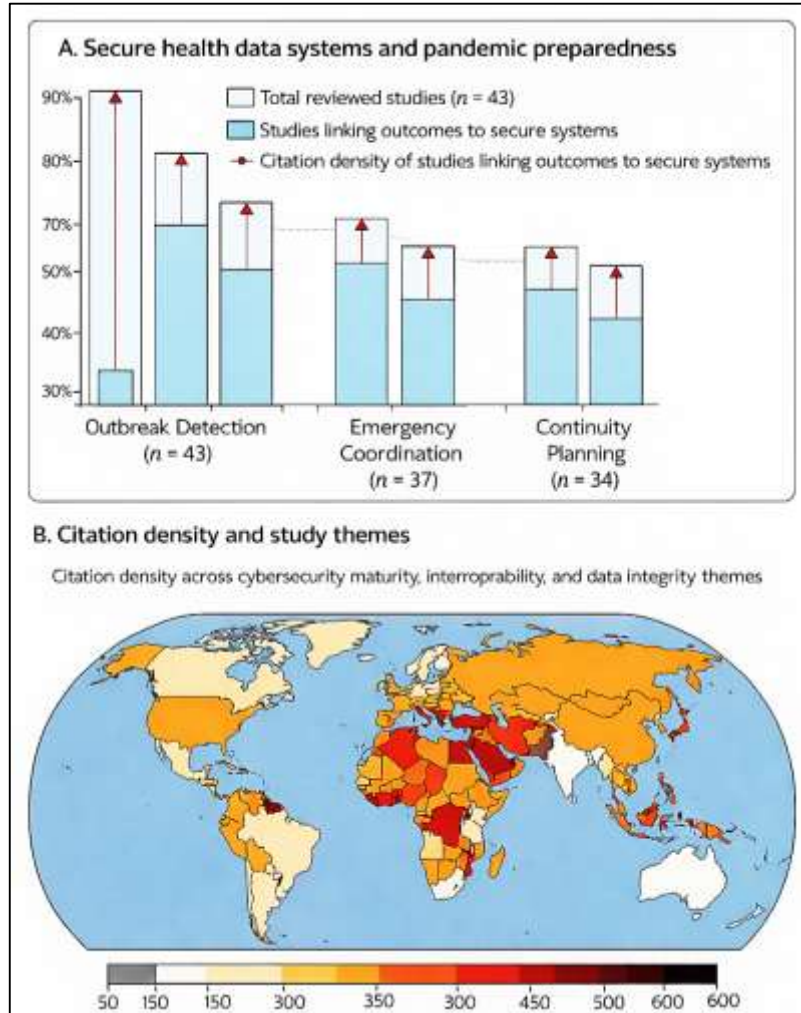 A. Secure health data systems and pandemic preparedness
90%
80%
70%
50%
40%
30%
Total reviewed studies (n = 43)
Studies linking outcomes to secure systems
Citation density of studies linking outcomes to secure systems
Outbreak Detection
(n = 43)
Emergency
Coordination
(n = 37)
Continuity
Planning
(n = 34)
B. Citation density and study themes
Citation density across cybersecurity maturity, interroprability, and data integrity themes
50 150 150 300 350 300 450 500 600 600